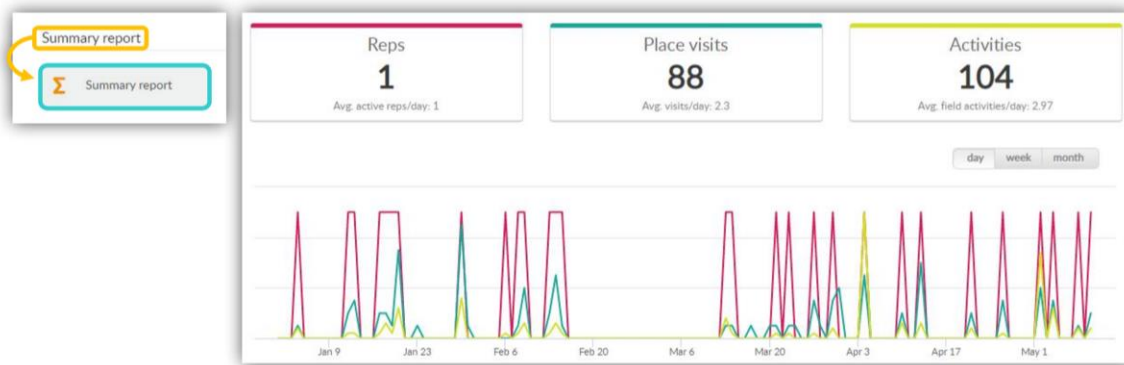 Summary report
Σ Summary report
Reps
1
Avg. active reps/day: 1
Place visits
88
Avg. visits/day: 2.3
Activities
104
Avg. field activities/day: 2.97
day week month
Jan 9 Jan 23 Feb 6 Feb 20 Mar 6 Mar 20 Apr 3 Apr 17 May 1